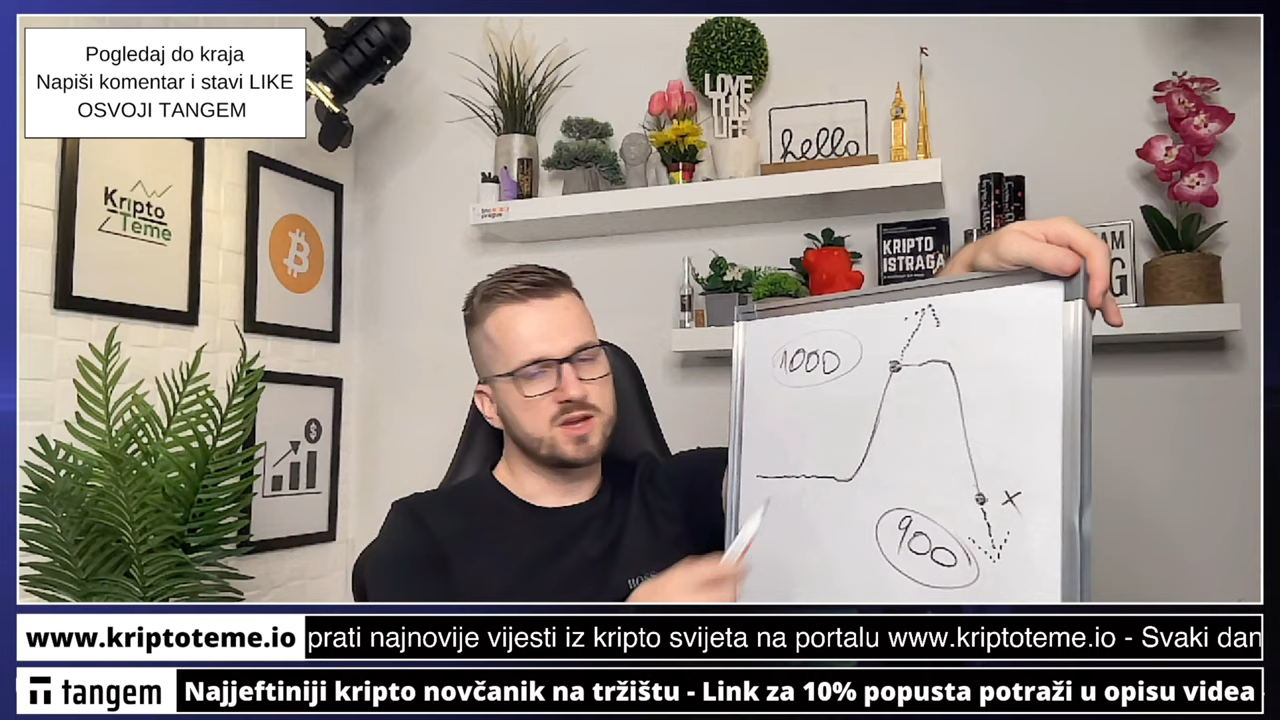 Pogledaj do kraja
Napiši komentar i stavi LIKE
OSVOJI TANGEM
Kripto
Teme
LOVE
THIS
LIFE
hello
KRIPTO
ISTRAGA
1000
900
X
www.kriptoteme.io
prati najnovije vijesti iz kripto svijeta na portalu www.kriptoteme.io - Svaki dan
tangem
Najjeftiniji kripto novčanik na tržištu - Link za 10% popusta potraži u opisu videa